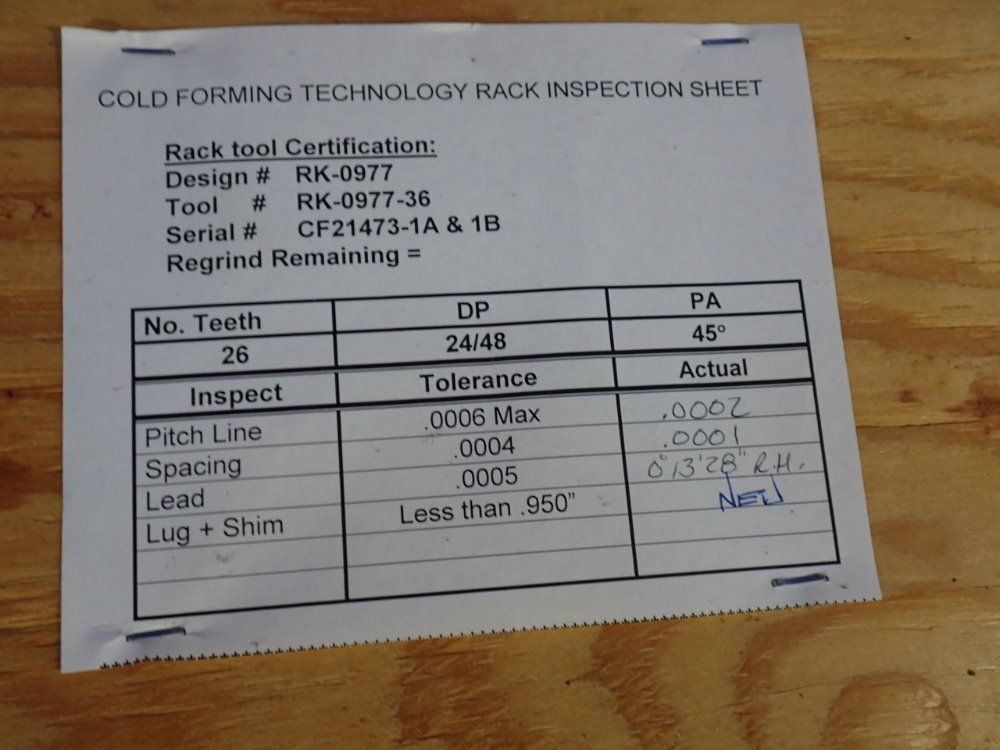 COLD FORMING TECHNOLOGY RACK INSPECTION SHEET
Rack tool Certification:
Design # RK-0977
Tool # RK-0977-36
Serial # CF21473-1A & 1B
Regrind Remaining =
No. Teeth DP PA
26 24/48 45°
Inspect Tolerance Actual
Pitch Line .0006 Max .0002
Spacing .0004 .0001
Lead .0005 0°13'28" R.H.
Lug + Shim Less than .950" NEW